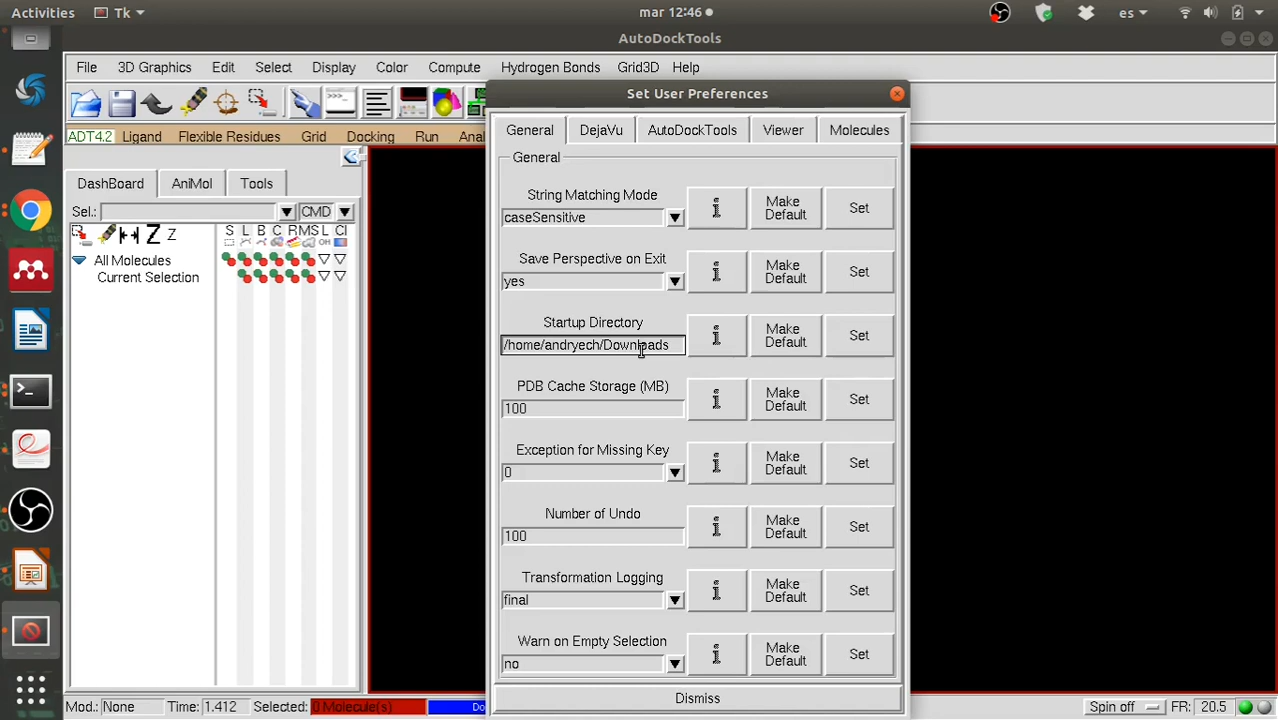 Activities Tk mar 12:46 es
AutoDockTools
File 3D Graphics Edit Select Display Color Compute Hydrogen Bonds Grid3D Help
Set User Preferences
ADT4.2 Ligand Flexible Residues Grid Docking Run
General DejaVu AutoDockTools Viewer Molecules
General
DashBoard AniMol Tools
Sel.: CMD
S L B C R MS L Cl
All Molecules
Current Selection
String Matching Mode
caseSensitive
i Make Default Set
Save Perspective on Exit
yes
i Make Default Set
Startup Directory
/home/andryech/Downloads
i Make Default Set
PDB Cache Storage (MB)
100
i Make Default Set
Exception for Missing Key
0
i Make Default Set
Number of Undo
100
i Make Default Set
Transformation Logging
final
i Make Default Set
Warn on Empty Selection
no
i Make Default Set
Dismiss
Mod.: None Time: 1.412 Selected: 0 Molecule(s) Spin off FR: 20.5